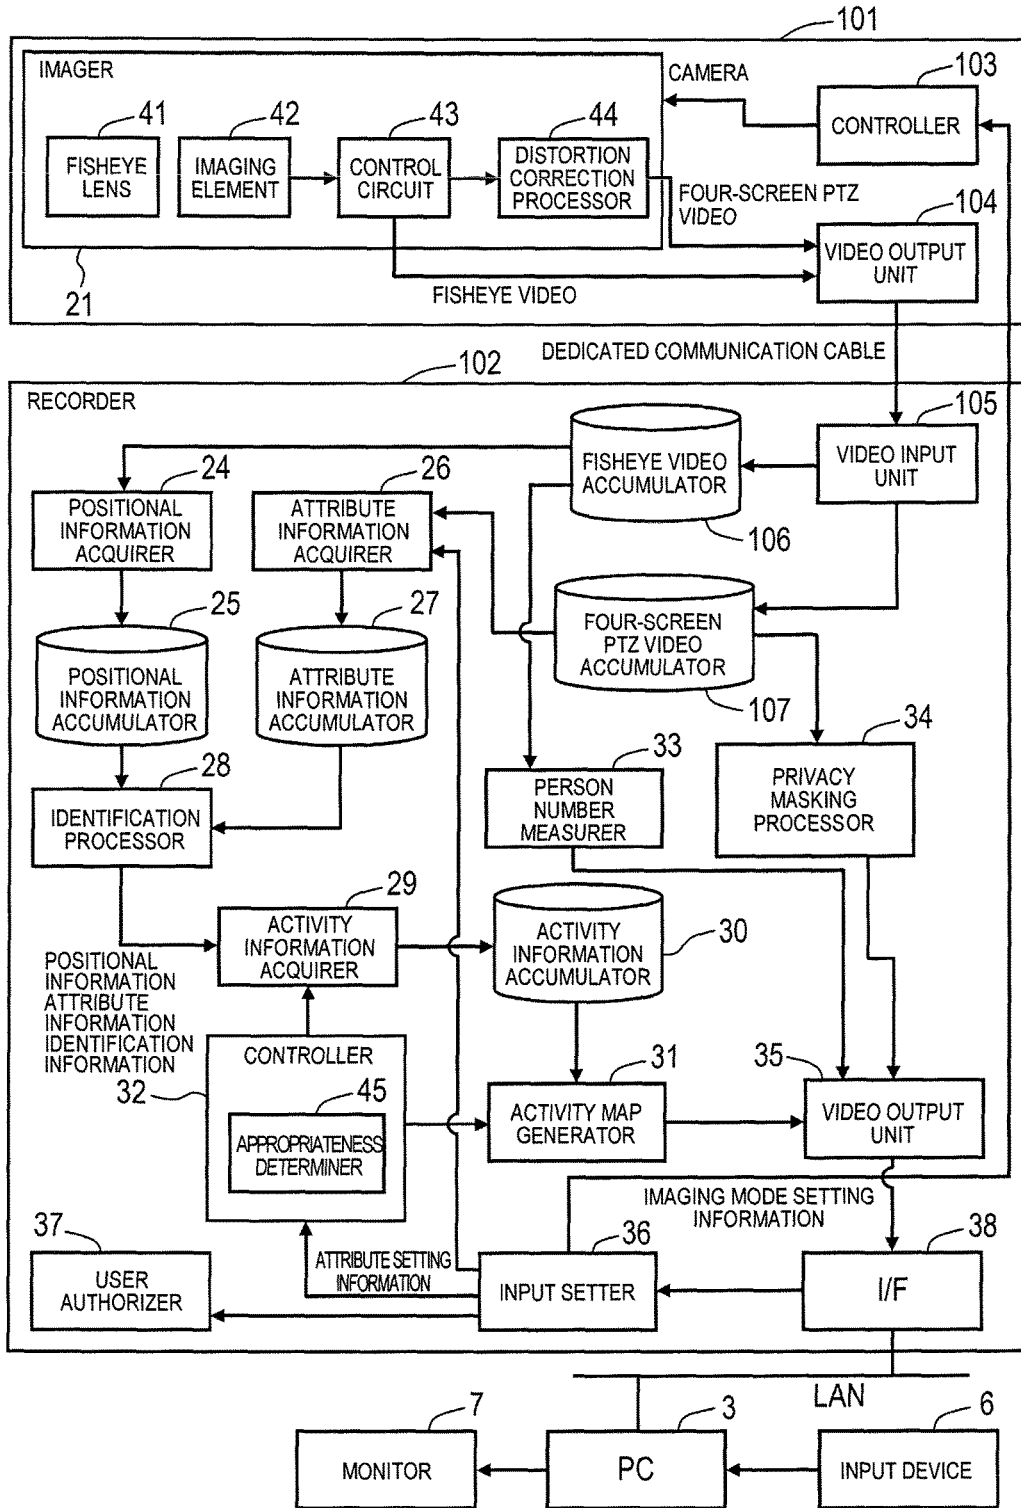 101
IMAGER
CAMERA
103
CONTROLLER
41
FISHEYE
LENS
42
IMAGING
ELEMENT
43
CONTROL
CIRCUIT
44
DISTORTION
CORRECTION
PROCESSOR
FOUR-SCREEN PTZ
VIDEO
104
VIDEO OUTPUT
UNIT
21
FISHEYE VIDEO
DEDICATED COMMUNICATION CABLE
102
RECORDER
105
VIDEO INPUT
UNIT
FISHEYE VIDEO
ACCUMULATOR
106
24
POSITIONAL
INFORMATION
ACQUIRER
26
ATTRIBUTE
INFORMATION
ACQUIRER
25
POSITIONAL
INFORMATION
ACCUMULATOR
27
ATTRIBUTE
INFORMATION
ACCUMULATOR
FOUR-SCREEN
PTZ VIDEO
ACCUMULATOR
107
34
PRIVACY
MASKING
PROCESSOR
28
IDENTIFICATION
PROCESSOR
33
PERSON
NUMBER
MEASURER
29
ACTIVITY
INFORMATION
ACQUIRER
ACTIVITY
INFORMATION
ACCUMULATOR
30
POSITIONAL
INFORMATION
ATTRIBUTE
INFORMATION
IDENTIFICATION
INFORMATION
CONTROLLER
32
45
APPROPRIATENESS
DETERMINER
31
ACTIVITY MAP
GENERATOR
35
VIDEO OUTPUT
UNIT
IMAGING MODE SETTING
INFORMATION
37
USER
AUTHORIZER
ATTRIBUTE SETTING
INFORMATION
36
INPUT SETTER
38
I/F
LAN
7
MONITOR
3
PC
6
INPUT DEVICE